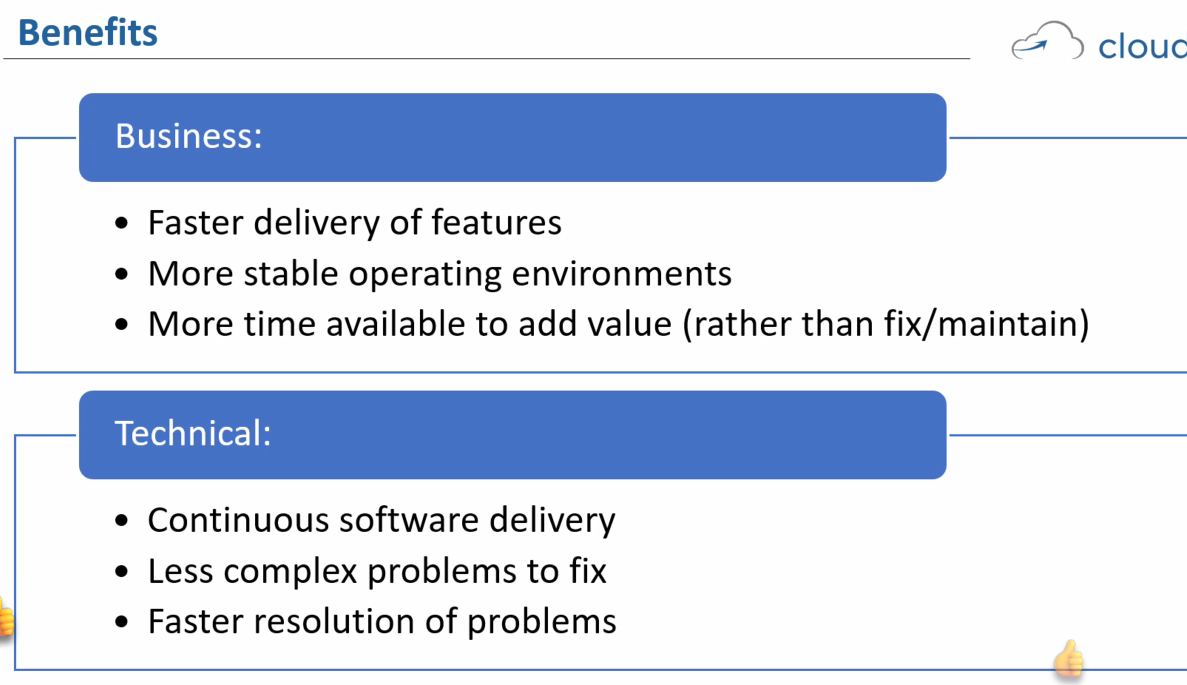 Benefits
cloud
Business:
• Faster delivery of features
• More stable operating environments
• More time available to add value (rather than fix/maintain)
Technical:
• Continuous software delivery
• Less complex problems to fix
• Faster resolution of problems